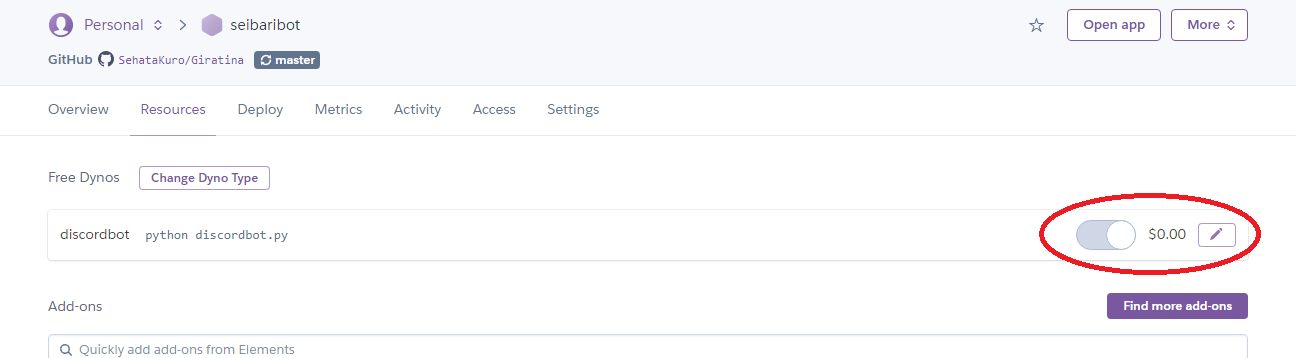 Personal > seibaribot
Open app
More
GitHub SehataKuro/Giratina master
Overview Resources Deploy Metrics Activity Access Settings
Free Dynos Change Dyno Type
discordbot python discordbot.py $0.00
Add-ons Find more add-ons
Quickly add add-ons from Elements